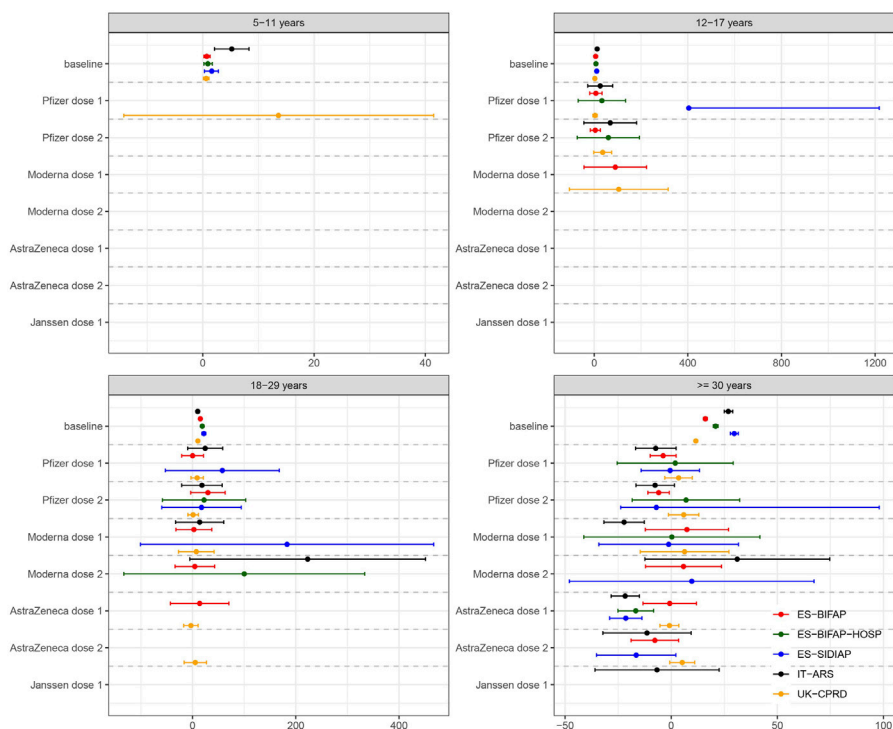 5−11 years
12−17 years
baseline
Pfizer dose 1
Pfizer dose 2
Moderna dose 1
Moderna dose 2
AstraZeneca dose 1
AstraZeneca dose 2
Janssen dose 1
0 20 40
baseline
Pfizer dose 1
Pfizer dose 2
Moderna dose 1
Moderna dose 2
AstraZeneca dose 1
AstraZeneca dose 2
Janssen dose 1
0 400 800 1200
18−29 years
>= 30 years
baseline
Pfizer dose 1
Pfizer dose 2
Moderna dose 1
Moderna dose 2
AstraZeneca dose 1
AstraZeneca dose 2
Janssen dose 1
0 200 400
baseline
Pfizer dose 1
Pfizer dose 2
Moderna dose 1
Moderna dose 2
AstraZeneca dose 1
AstraZeneca dose 2
Janssen dose 1
−50 0 50 100
ES−BIFAP
ES−BIFAP−HOSP
ES−SIDIAP
IT−ARS
UK−CPRD